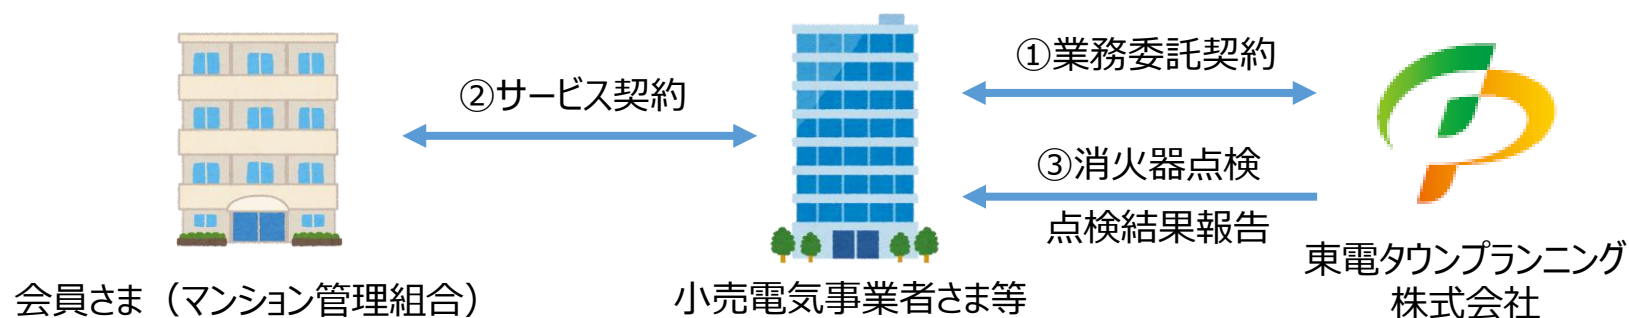 ②サービス契約
①業務委託契約
③消火器点検
点検結果報告
会員さま（マンション管理組合）
小売電気事業者さま等
東電タウンプランニング
株式会社